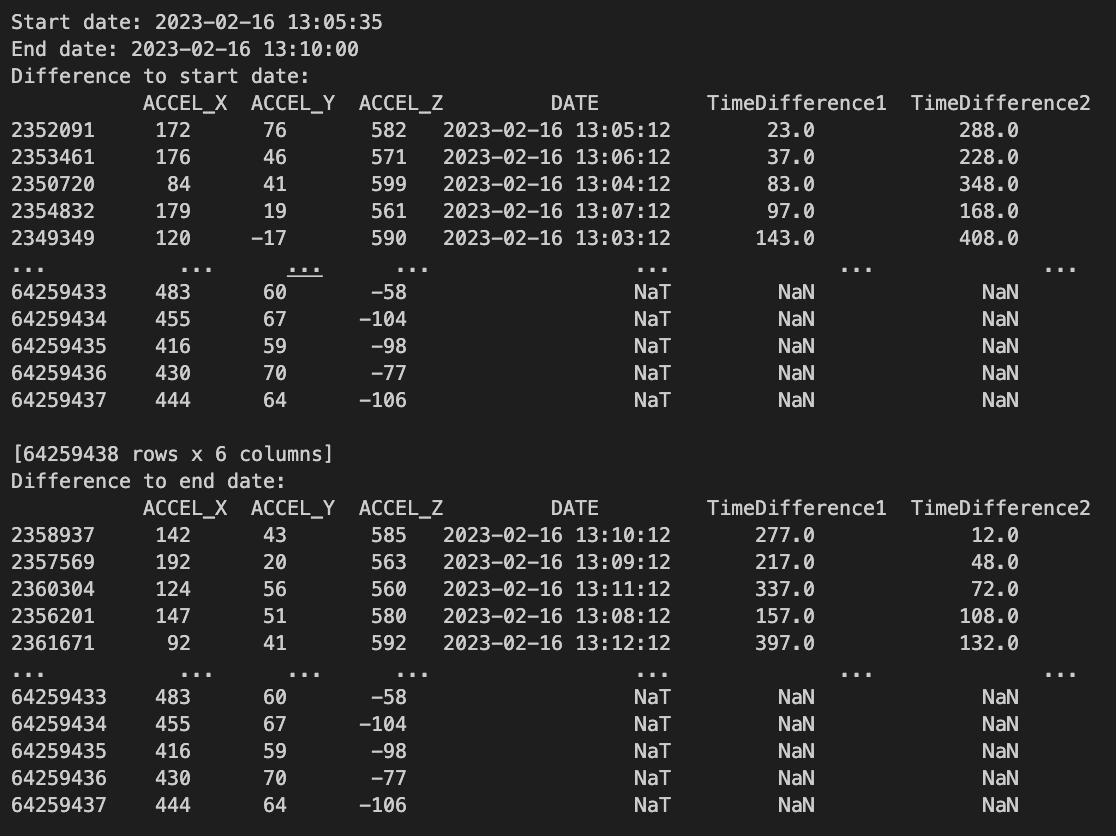 Start date: 2023-02-16 13:05:35
End date: 2023-02-16 13:10:00
Difference to start date:
ACCEL_X ACCEL_Y ACCEL_Z DATE TimeDifference1 TimeDifference2
2352091 172 76 582 2023-02-16 13:05:12 23.0 288.0
2353461 176 46 571 2023-02-16 13:06:12 37.0 228.0
2350720 84 41 599 2023-02-16 13:04:12 83.0 348.0
2354832 179 19 561 2023-02-16 13:07:12 97.0 168.0
2349349 120 -17 590 2023-02-16 13:03:12 143.0 408.0
... ... ... ... ... ... ...
64259433 483 60 -58 NaT NaN NaN
64259434 455 67 -104 NaT NaN NaN
64259435 416 59 -98 NaT NaN NaN
64259436 430 70 -77 NaT NaN NaN
64259437 444 64 -106 NaT NaN NaN
[64259438 rows x 6 columns]
Difference to end date:
ACCEL_X ACCEL_Y ACCEL_Z DATE TimeDifference1 TimeDifference2
2358937 142 43 585 2023-02-16 13:10:12 277.0 12.0
2357569 192 20 563 2023-02-16 13:09:12 217.0 48.0
2360304 124 56 560 2023-02-16 13:11:12 337.0 72.0
2356201 147 51 580 2023-02-16 13:08:12 157.0 108.0
2361671 92 41 592 2023-02-16 13:12:12 397.0 132.0
... ... ... ... ... ... ...
64259433 483 60 -58 NaT NaN NaN
64259434 455 67 -104 NaT NaN NaN
64259435 416 59 -98 NaT NaN NaN
64259436 430 70 -77 NaT NaN NaN
64259437 444 64 -106 NaT NaN NaN